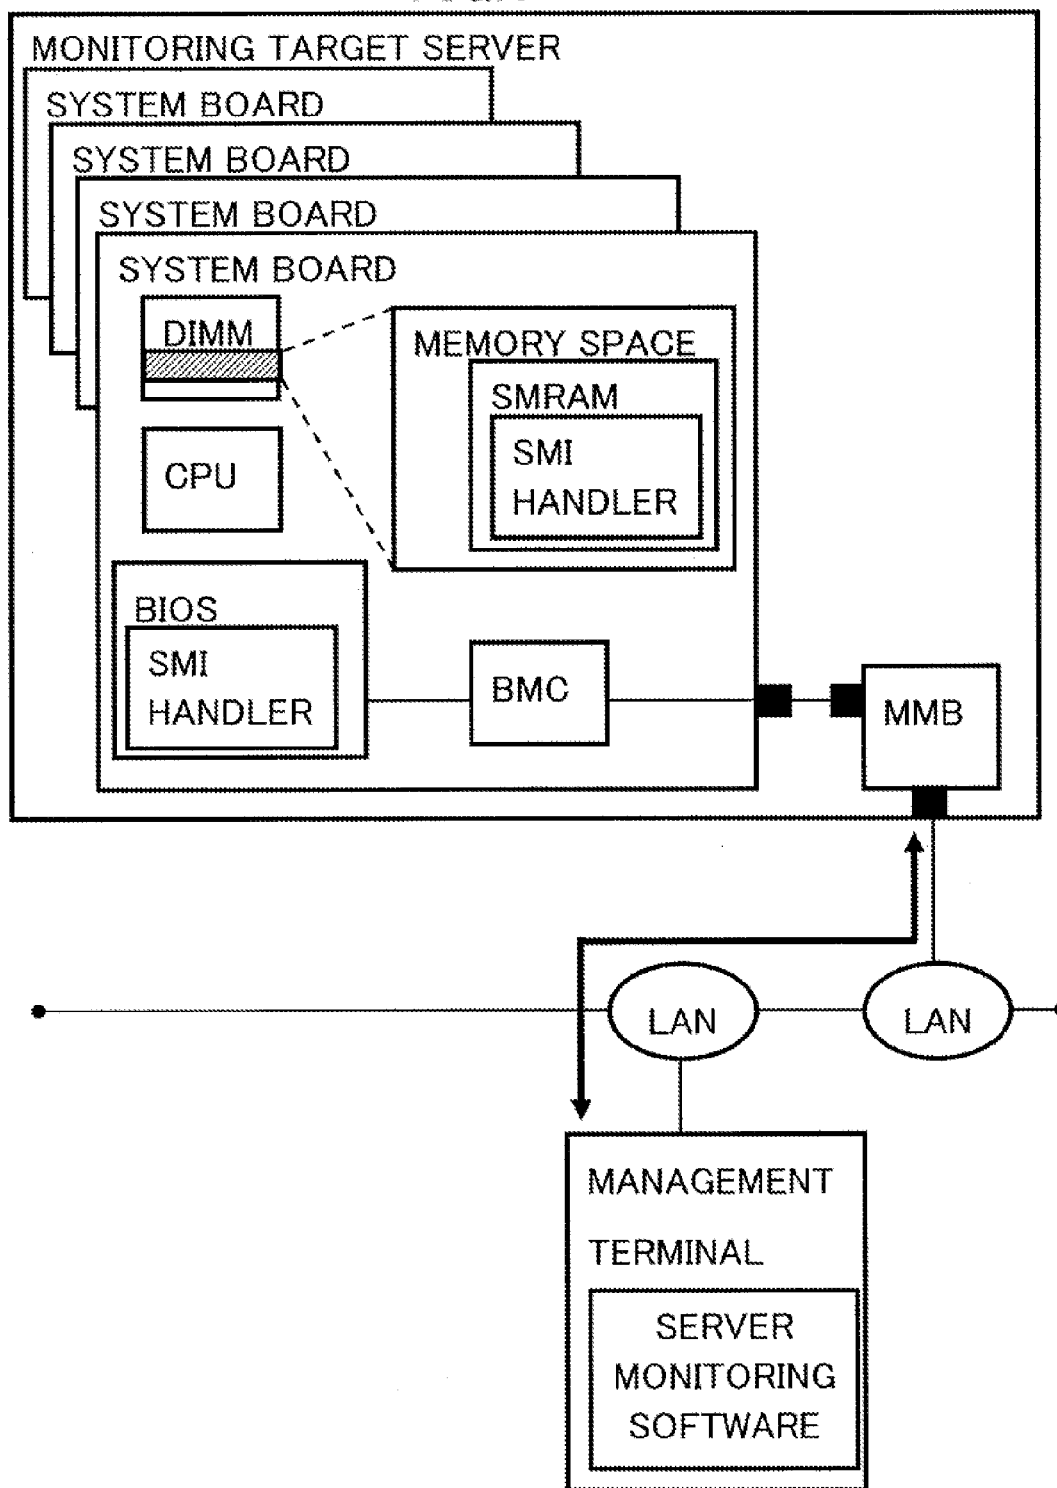 MONITORING TARGET SERVER
SYSTEM BOARD
SYSTEM BOARD
SYSTEM BOARD
SYSTEM BOARD
DIMM
MEMORY SPACE
SMRAM
SMI
HANDLER
CPU
BIOS
SMI
HANDLER
BMC
MMB
LAN
LAN
MANAGEMENT
TERMINAL
SERVER
MONITORING
SOFTWARE